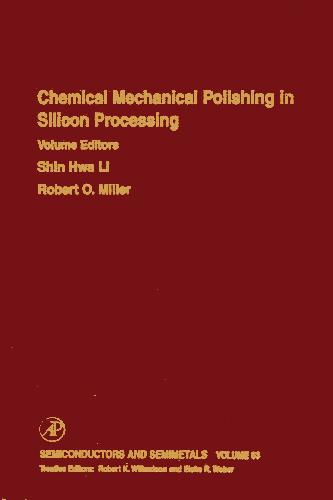 Chemical Mechanical Polishing in
Silicon Processing
Volume Editors
Shin Hwa Li
Robert O. Miller
AP
SEMICONDUCTORS AND SEMIMETALS VOLUME 63
Treatise Editors: Robert K. Willardson and Eicke R. Weber